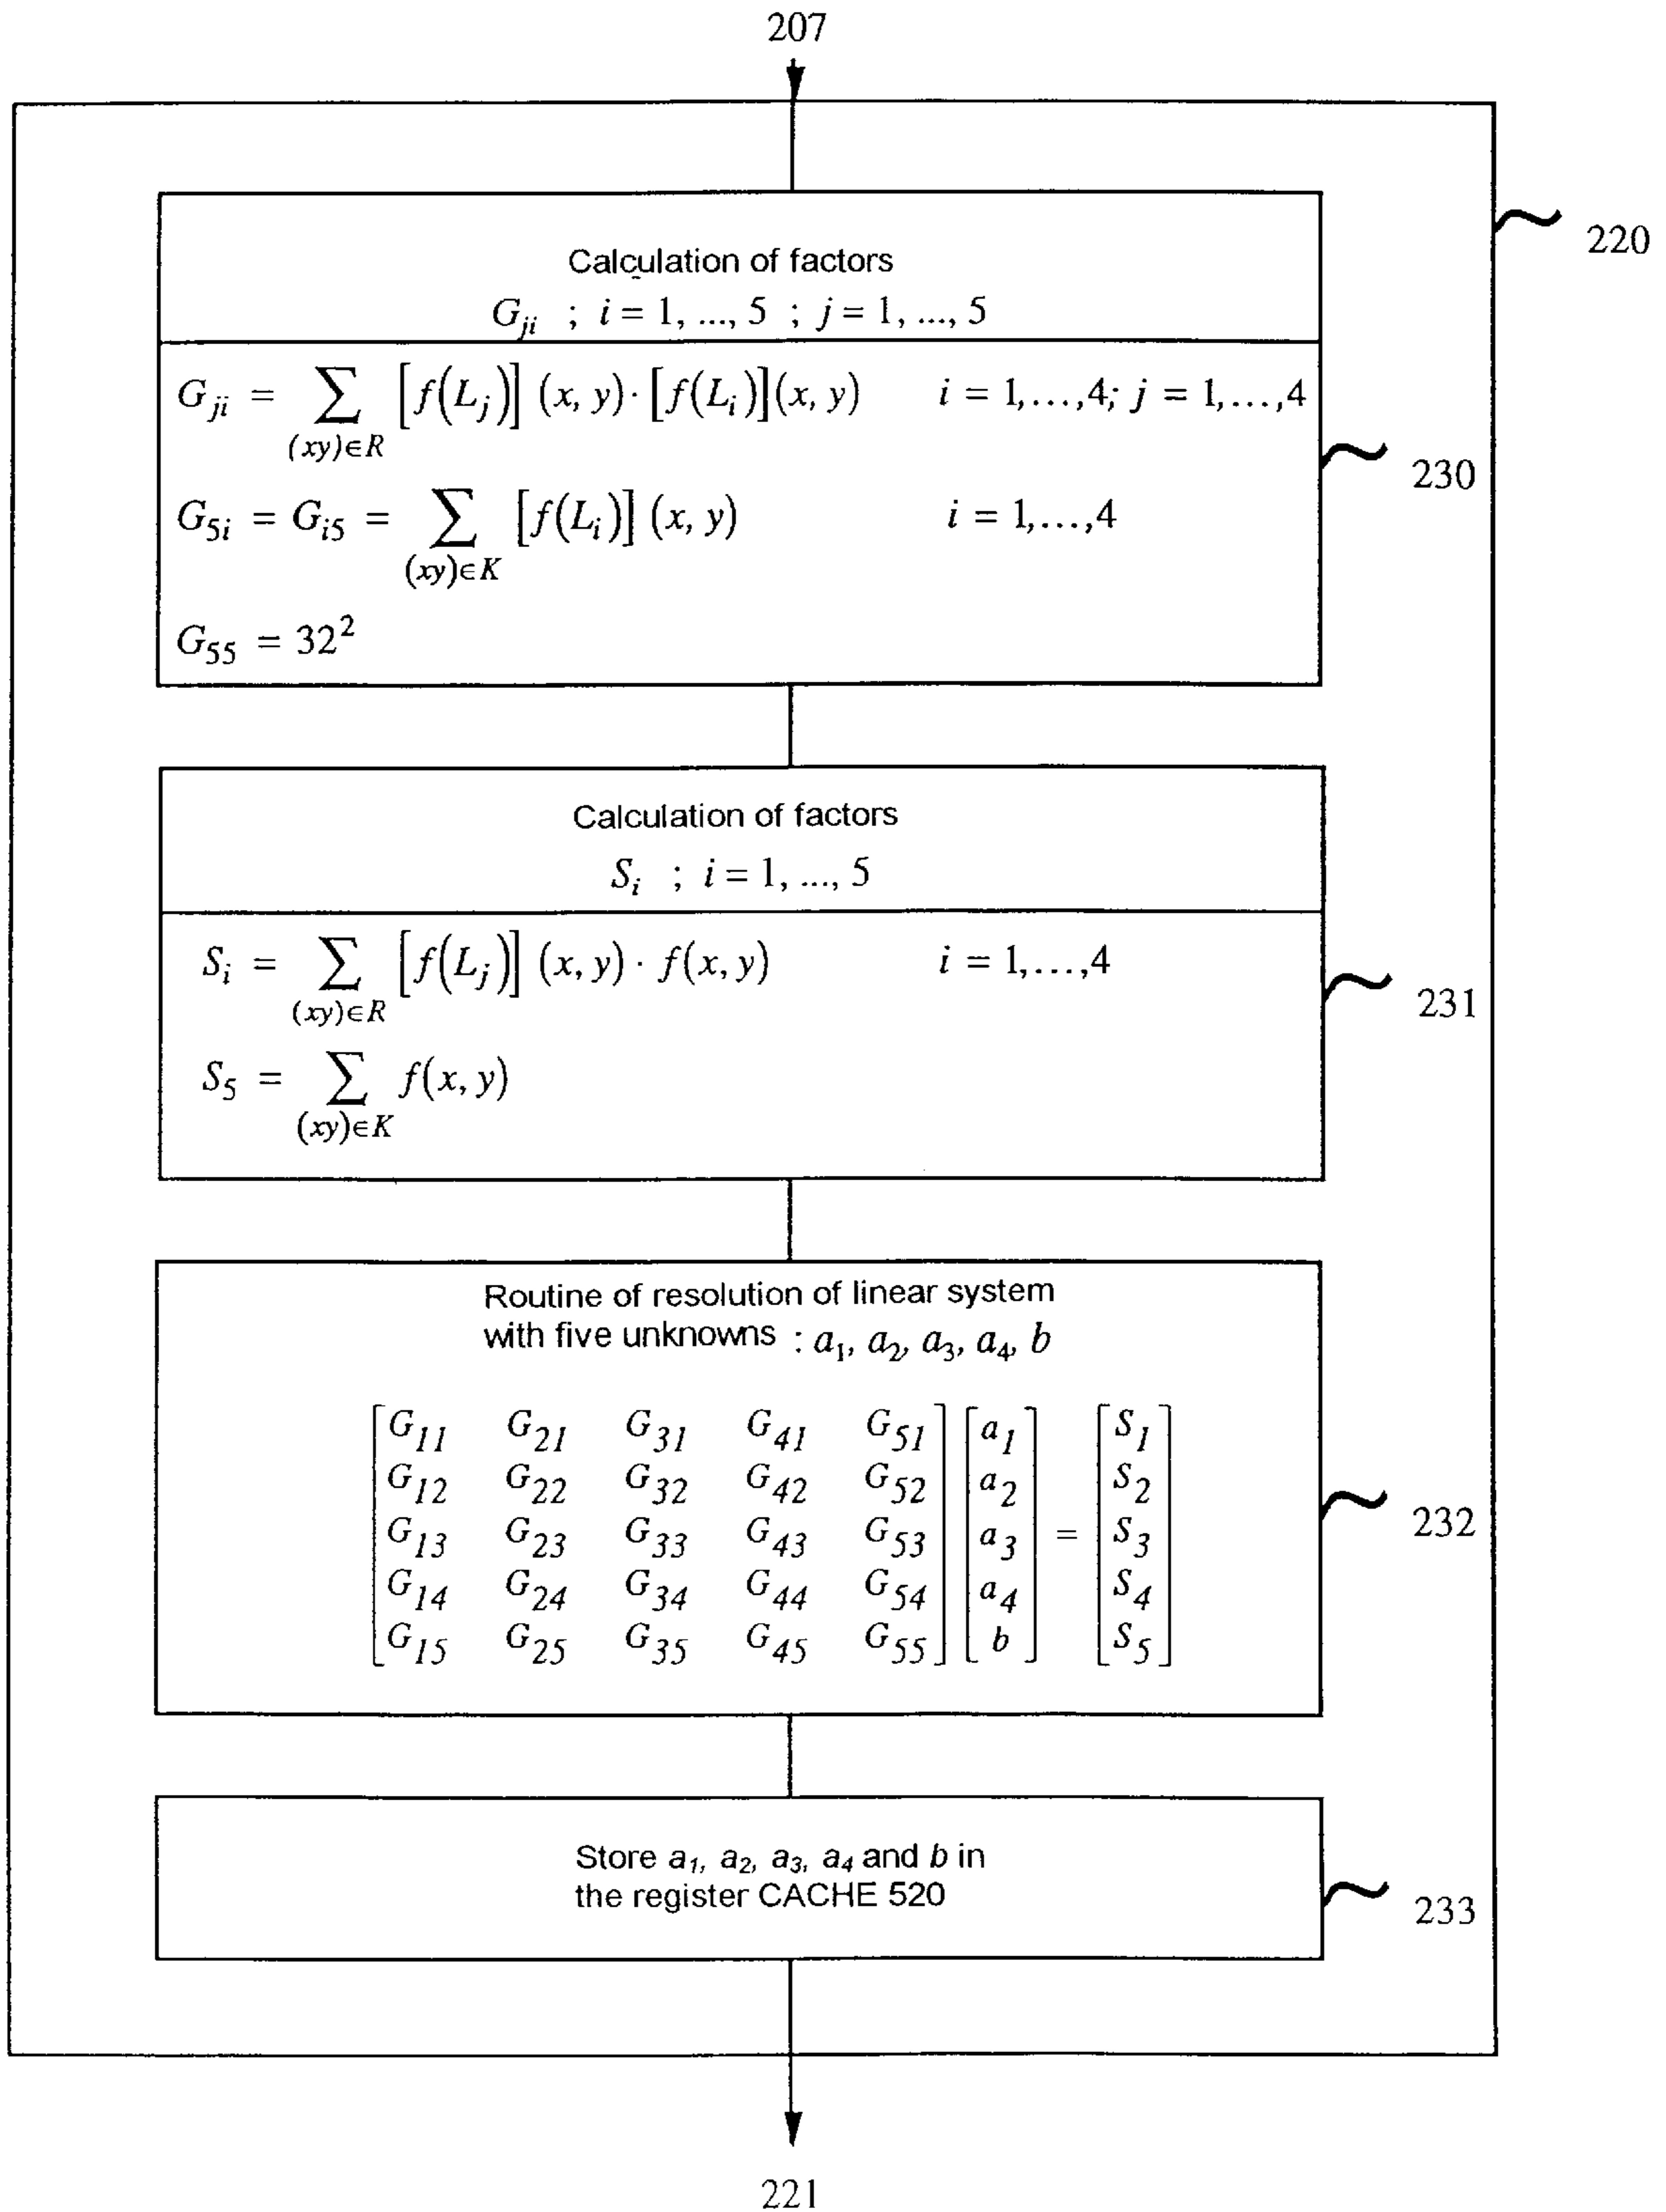 207
220
Calculation of factors
G_ji ; i = 1, ..., 5 ; j = 1, ..., 5
G_ji = ∑_(xy)∈R [f(L_j)] (x, y) · [f(L_i)](x, y) i = 1,...,4; j = 1,...,4
G_5i = G_i5 = ∑_(xy)∈K [f(L_i)] (x, y) i = 1,...,4
G_55 = 32²
230
Calculation of factors
S_i ; i = 1, ..., 5
S_i = ∑_(xy)∈R [f(L_j)] (x, y) · f(x, y) i = 1,...,4
S_5 = ∑_(xy)∈K f(x, y)
231
Routine of resolution of linear system
with five unknowns : a_1, a_2, a_3, a_4, b
G_11 G_21 G_31 G_41 G_51 a_1 S_1
G_12 G_22 G_32 G_42 G_52 a_2 S_2
G_13 G_23 G_33 G_43 G_53 a_3 = S_3
G_14 G_24 G_34 G_44 G_54 a_4 S_4
G_15 G_25 G_35 G_45 G_55 b S_5
232
Store a_1, a_2, a_3, a_4 and b in
the register CACHE 520
233
221